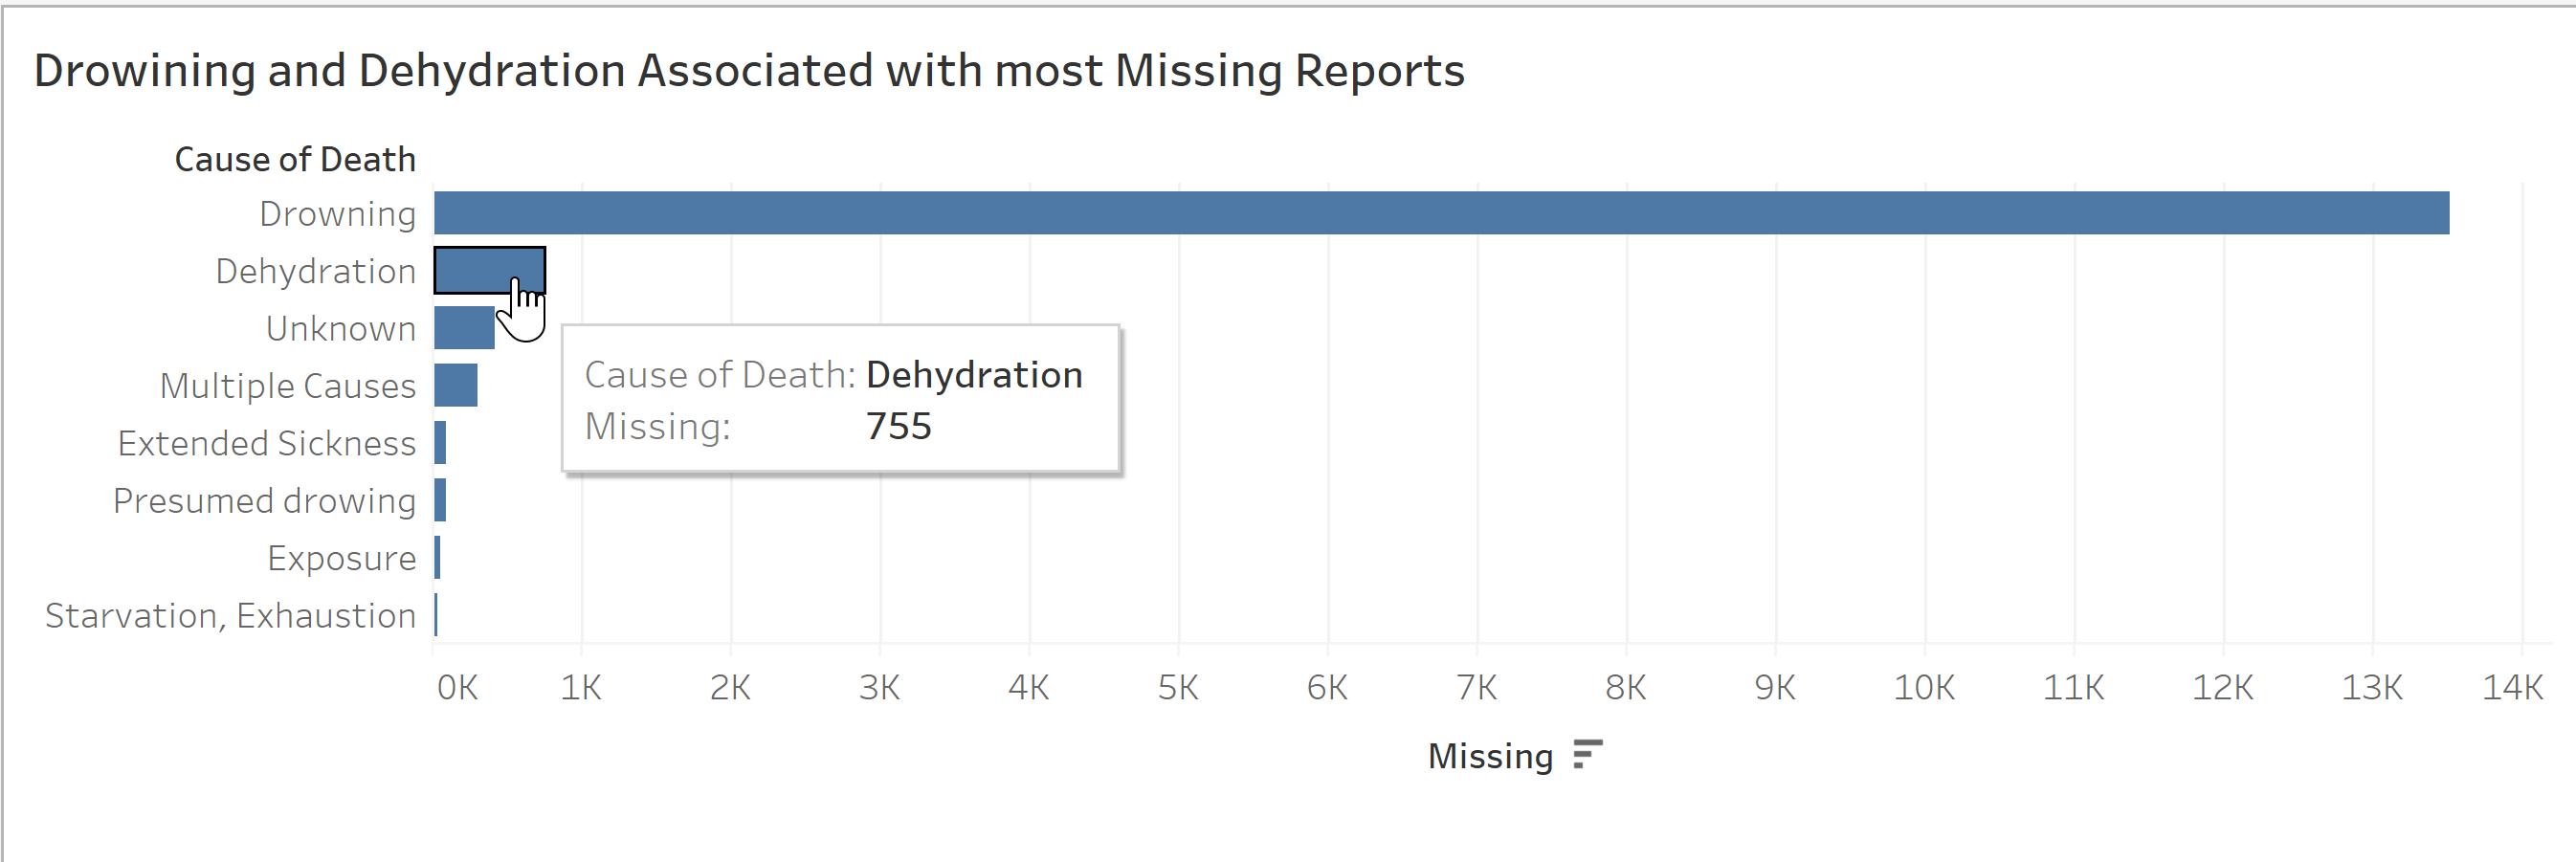 Drowining and Dehydration Associated with most Missing Reports
Cause of Death
Drowning
Dehydration
Unknown
Multiple Causes
Extended Sickness
Presumed drowing
Exposure
Starvation, Exhaustion
Cause of Death: Dehydration
Missing: 755
0K 1K 2K 3K 4K 5K 6K 7K 8K 9K 10K 11K 12K 13K 14K
Missing